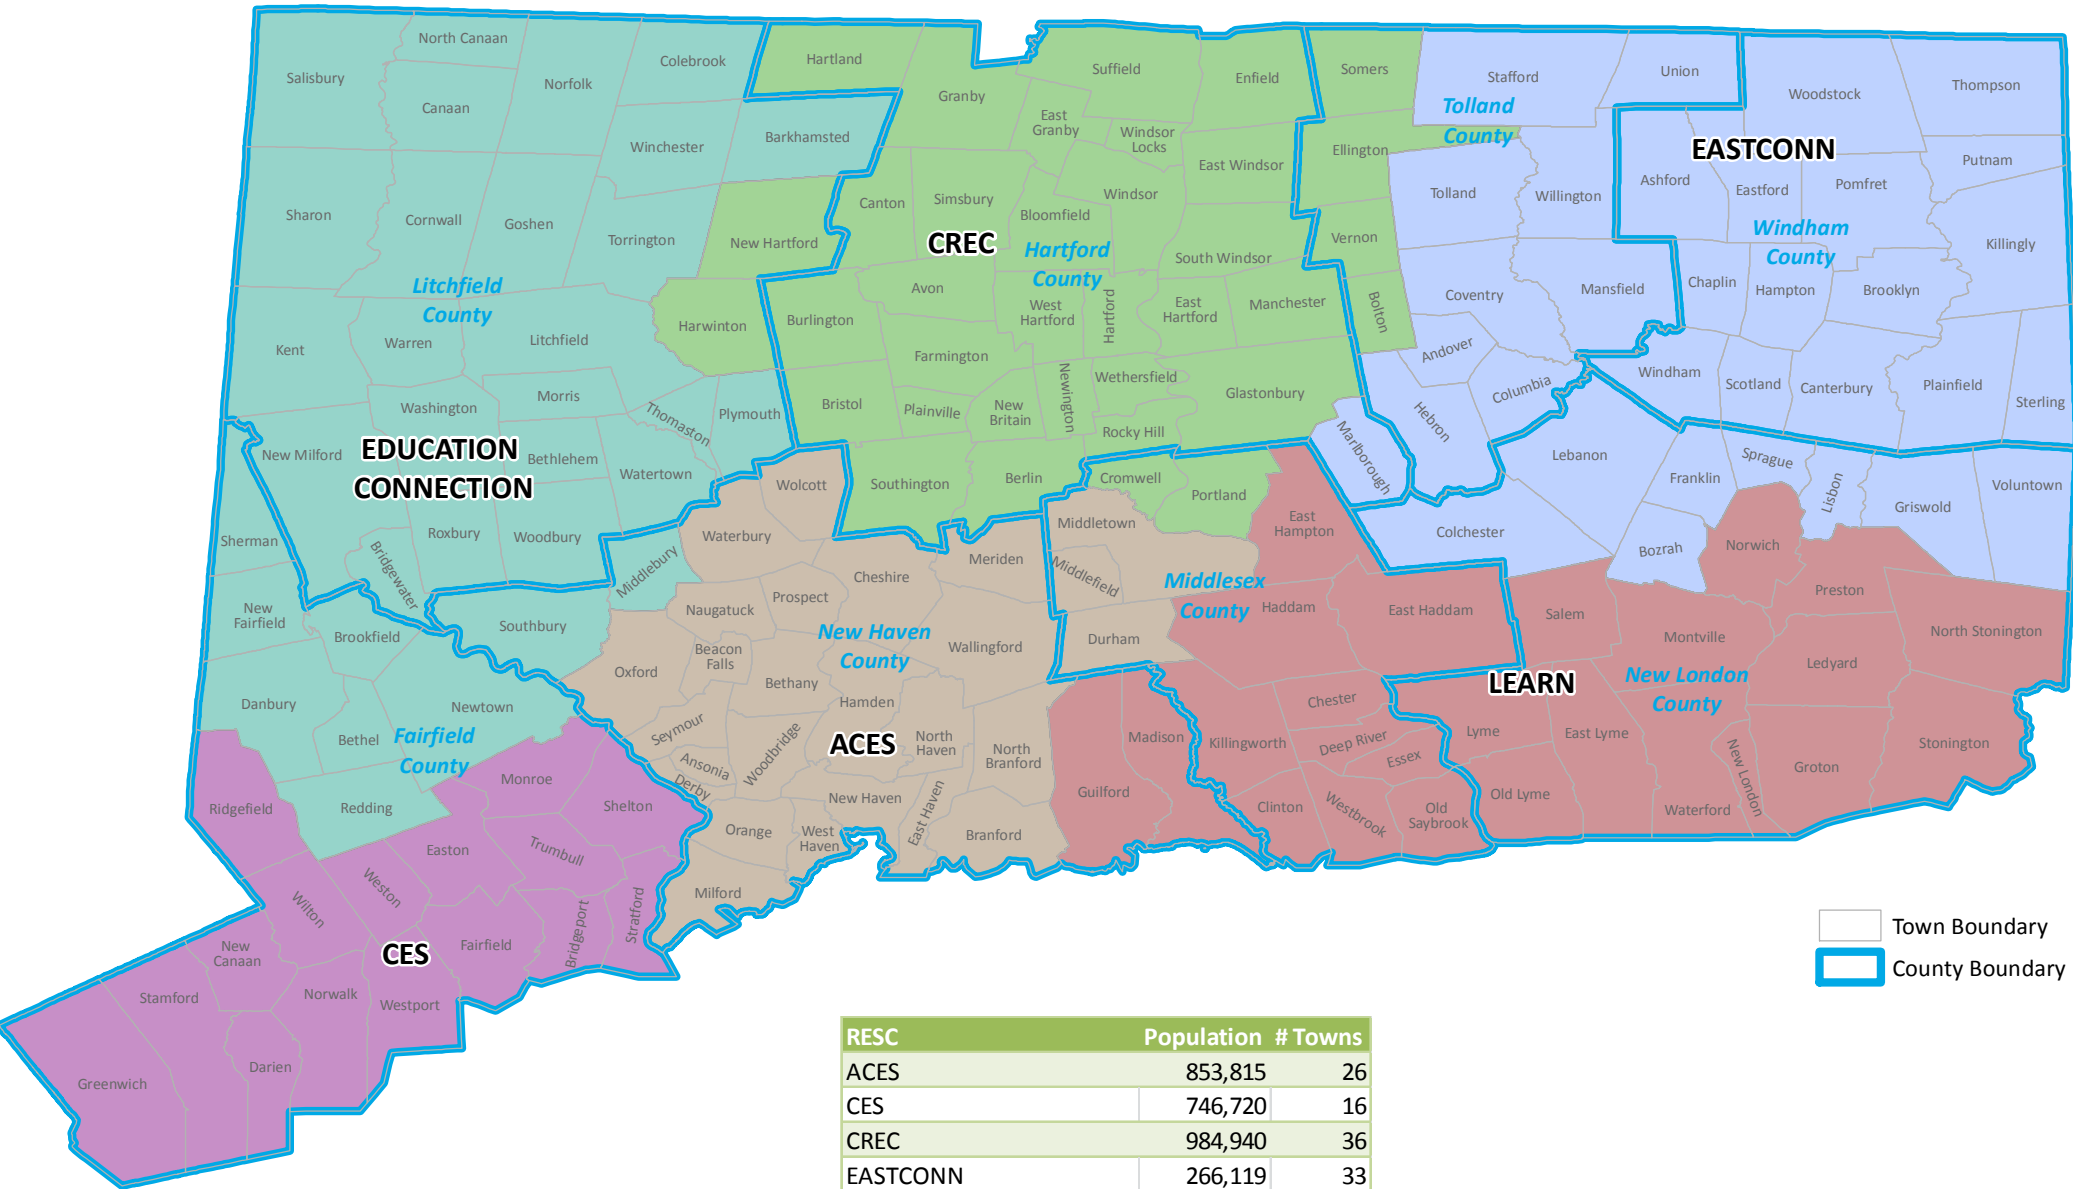 North Canaan
Salisbury
Canaan
Norfolk
Colebrook
Hartland
Granby
Suffield
Enfield
Somers
Stafford
Union
Woodstock
Thompson
Winchester
Barkhamsted
East
Granby
Windsor
Locks
East Windsor
Ellington
Tolland
County
EASTCONN
Ashford
Eastford
Pomfret
Putnam
Sharon
Cornwall
Goshen
Torrington
New Hartford
Canton
Simsbury
Bloomfield
Windsor
CREC
Hartford
County
South Windsor
Vernon
Tolland
Willington
Windham
County
Killingly
Litchfield
County
Kent
Warren
Litchfield
Harwinton
Burlington
Avon
West
Hartford
Hartford
East
Hartford
Manchester
Bolton
Coventry
Mansfield
Chaplin
Hampton
Brooklyn
Farmington
Andover
Columbia
Windham
Scotland
Canterbury
Plainfield
Sterling
Washington
Morris
Thomaston
Plymouth
Bristol
Plainville
New
Britain
Newington
Wethersfield
Rocky Hill
Glastonbury
Marlborough
Hebron
New Milford
EDUCATION
CONNECTION
Bethlehem
Watertown
Wolcott
Southington
Berlin
Cromwell
Portland
Lebanon
Franklin
Sprague
Lisbon
Griswold
Voluntown
Sherman
Bridgewater
Roxbury
Woodbury
Middlebury
Waterbury
Cheshire
Meriden
Middletown
Middlefield
East
Hampton
Colchester
Bozrah
Norwich
Preston
New
Fairfield
Brookfield
Southbury
Naugatuck
Prospect
New Haven
County
Wallingford
Durham
Middlesex
County
Haddam
East Haddam
Salem
Montville
Ledyard
North Stonington
Danbury
Bethel
Newtown
Fairfield
County
Oxford
Beacon
Falls
Bethany
Hamden
Seymour
Ansonia
Derby
Woodbridge
ACES
North
Haven
North
Branford
Madison
Guilford
Killingworth
Chester
Deep River
Essex
LEARN
New London
County
Lyme
East Lyme
New London
Groton
Stonington
Ridgefield
Redding
Monroe
Shelton
Orange
West
Haven
New Haven
East Haven
Branford
Clinton
Westbrook
Old
Saybrook
Old Lyme
Waterford
Easton
Trumbull
Weston
Wilton
Milford
CES
New
Canaan
Fairfield
Bridgeport
Stratford
Stamford
Norwalk
Westport
Darien
Greenwich
Town Boundary
County Boundary
RESC Population # Towns
ACES 853,815 26
CES 746,720 16
CREC 984,940 36
EASTCONN 266,119 33